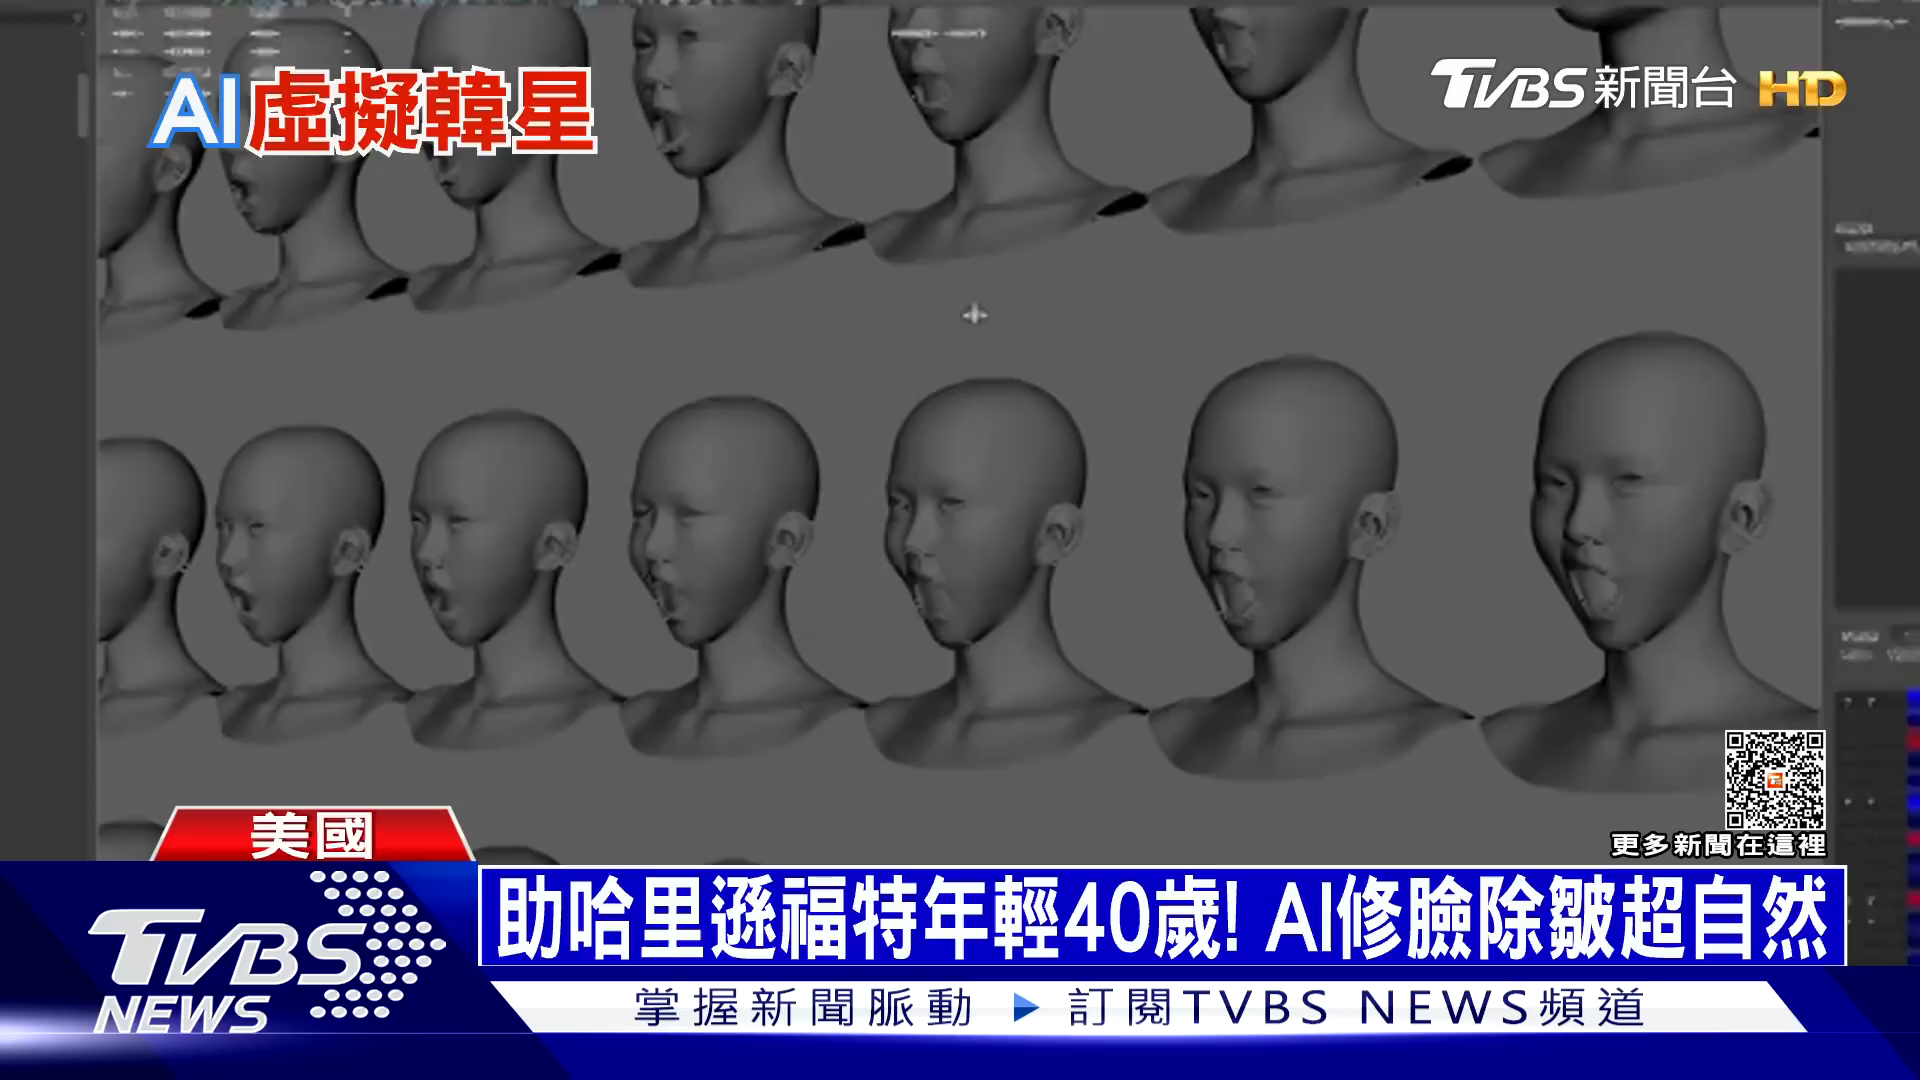 AI虛擬韓星
TVBS新聞台 HD
更多新聞在這裡
美國
助哈里遜福特年輕40歲! AI修臉除皺超自然
TVBS
NEWS
掌握新聞脈動 ▶ 訂閱TVBS NEWS頻道